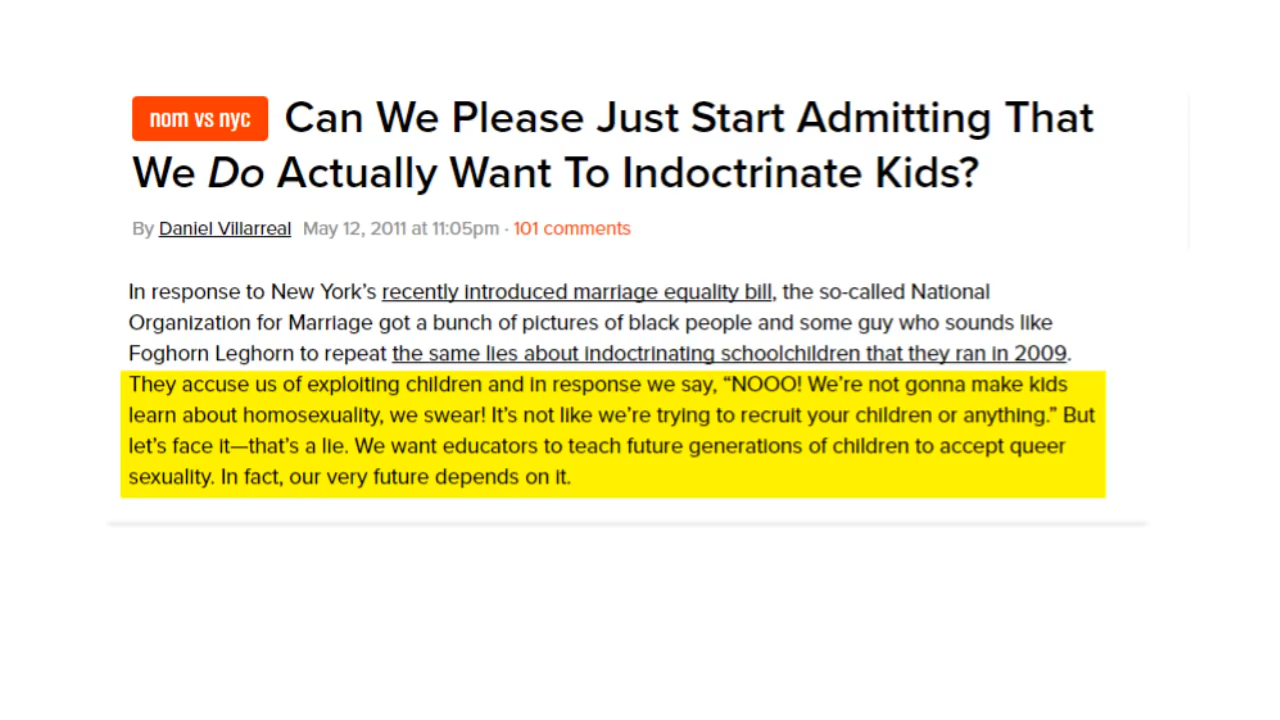 nom vs nyc Can We Please Just Start Admitting That
We Do Actually Want To Indoctrinate Kids?
By Daniel Villarreal May 12, 2011 at 11:05pm · 101 comments
In response to New York's recently introduced marriage equality bill, the so-called National
Organization for Marriage got a bunch of pictures of black people and some guy who sounds like
Foghorn Leghorn to repeat the same lies about indoctrinating schoolchildren that they ran in 2009.
They accuse us of exploiting children and in response we say, “NOOO! We’re not gonna make kids
learn about homosexuality, we swear! It’s not like we’re trying to recruit your children or anything.” But
let’s face it—that’s a lie. We want educators to teach future generations of children to accept queer
sexuality. In fact, our very future depends on it.